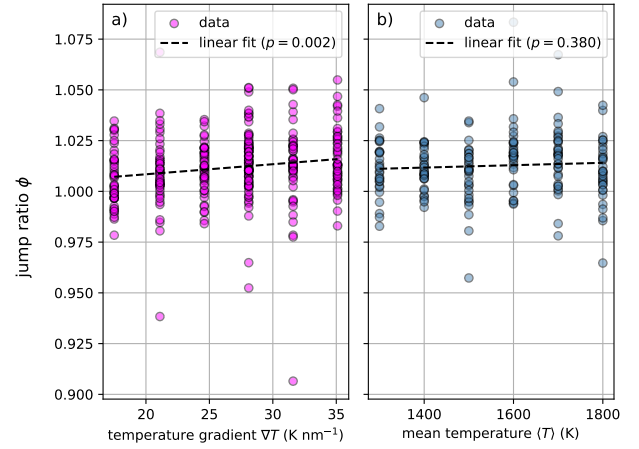 a)
data
linear fit (p = 0.002)
b)
data
linear fit (p = 0.380)
1.075
1.050
1.025
1.000
0.975
0.950
0.925
0.900
jump ratio ϕ
20 25 30 35
1400 1600 1800
temperature gradient ∇T (K nm⁻¹)
mean temperature ⟨T⟩ (K)